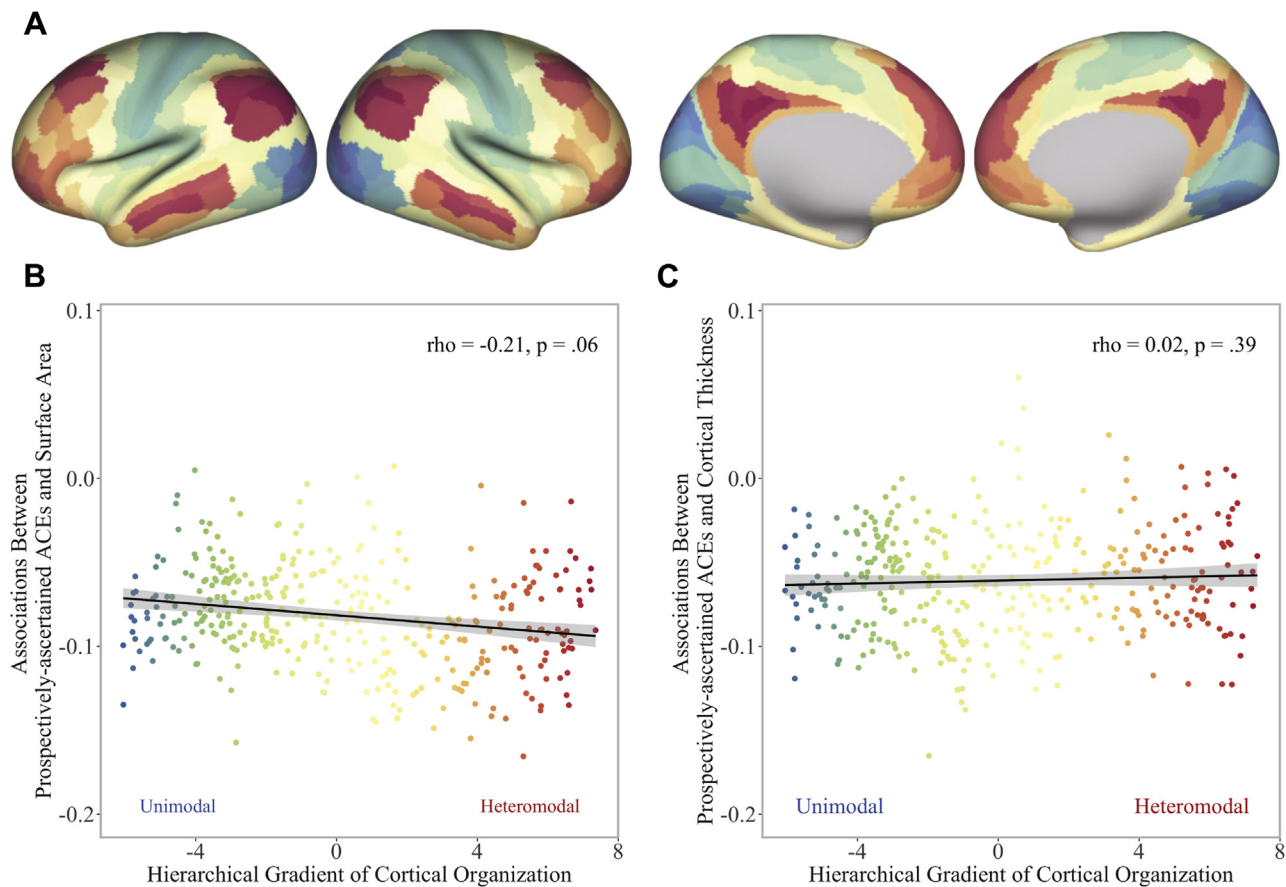 A
B
C
Associations Between
Prospectively-ascertained ACEs and Surface Area
0.1
0.0
-0.1
-0.2
rho = -0.21, p = .06
Unimodal
Heteromodal
-4
0
4
8
Hierarchical Gradient of Cortical Organization
Associations Between
Prospectively-ascertained ACEs and Cortical Thickness
0.1
0.0
-0.1
-0.2
rho = 0.02, p = .39
Unimodal
Heteromodal
-4
0
4
8
Hierarchical Gradient of Cortical Organization